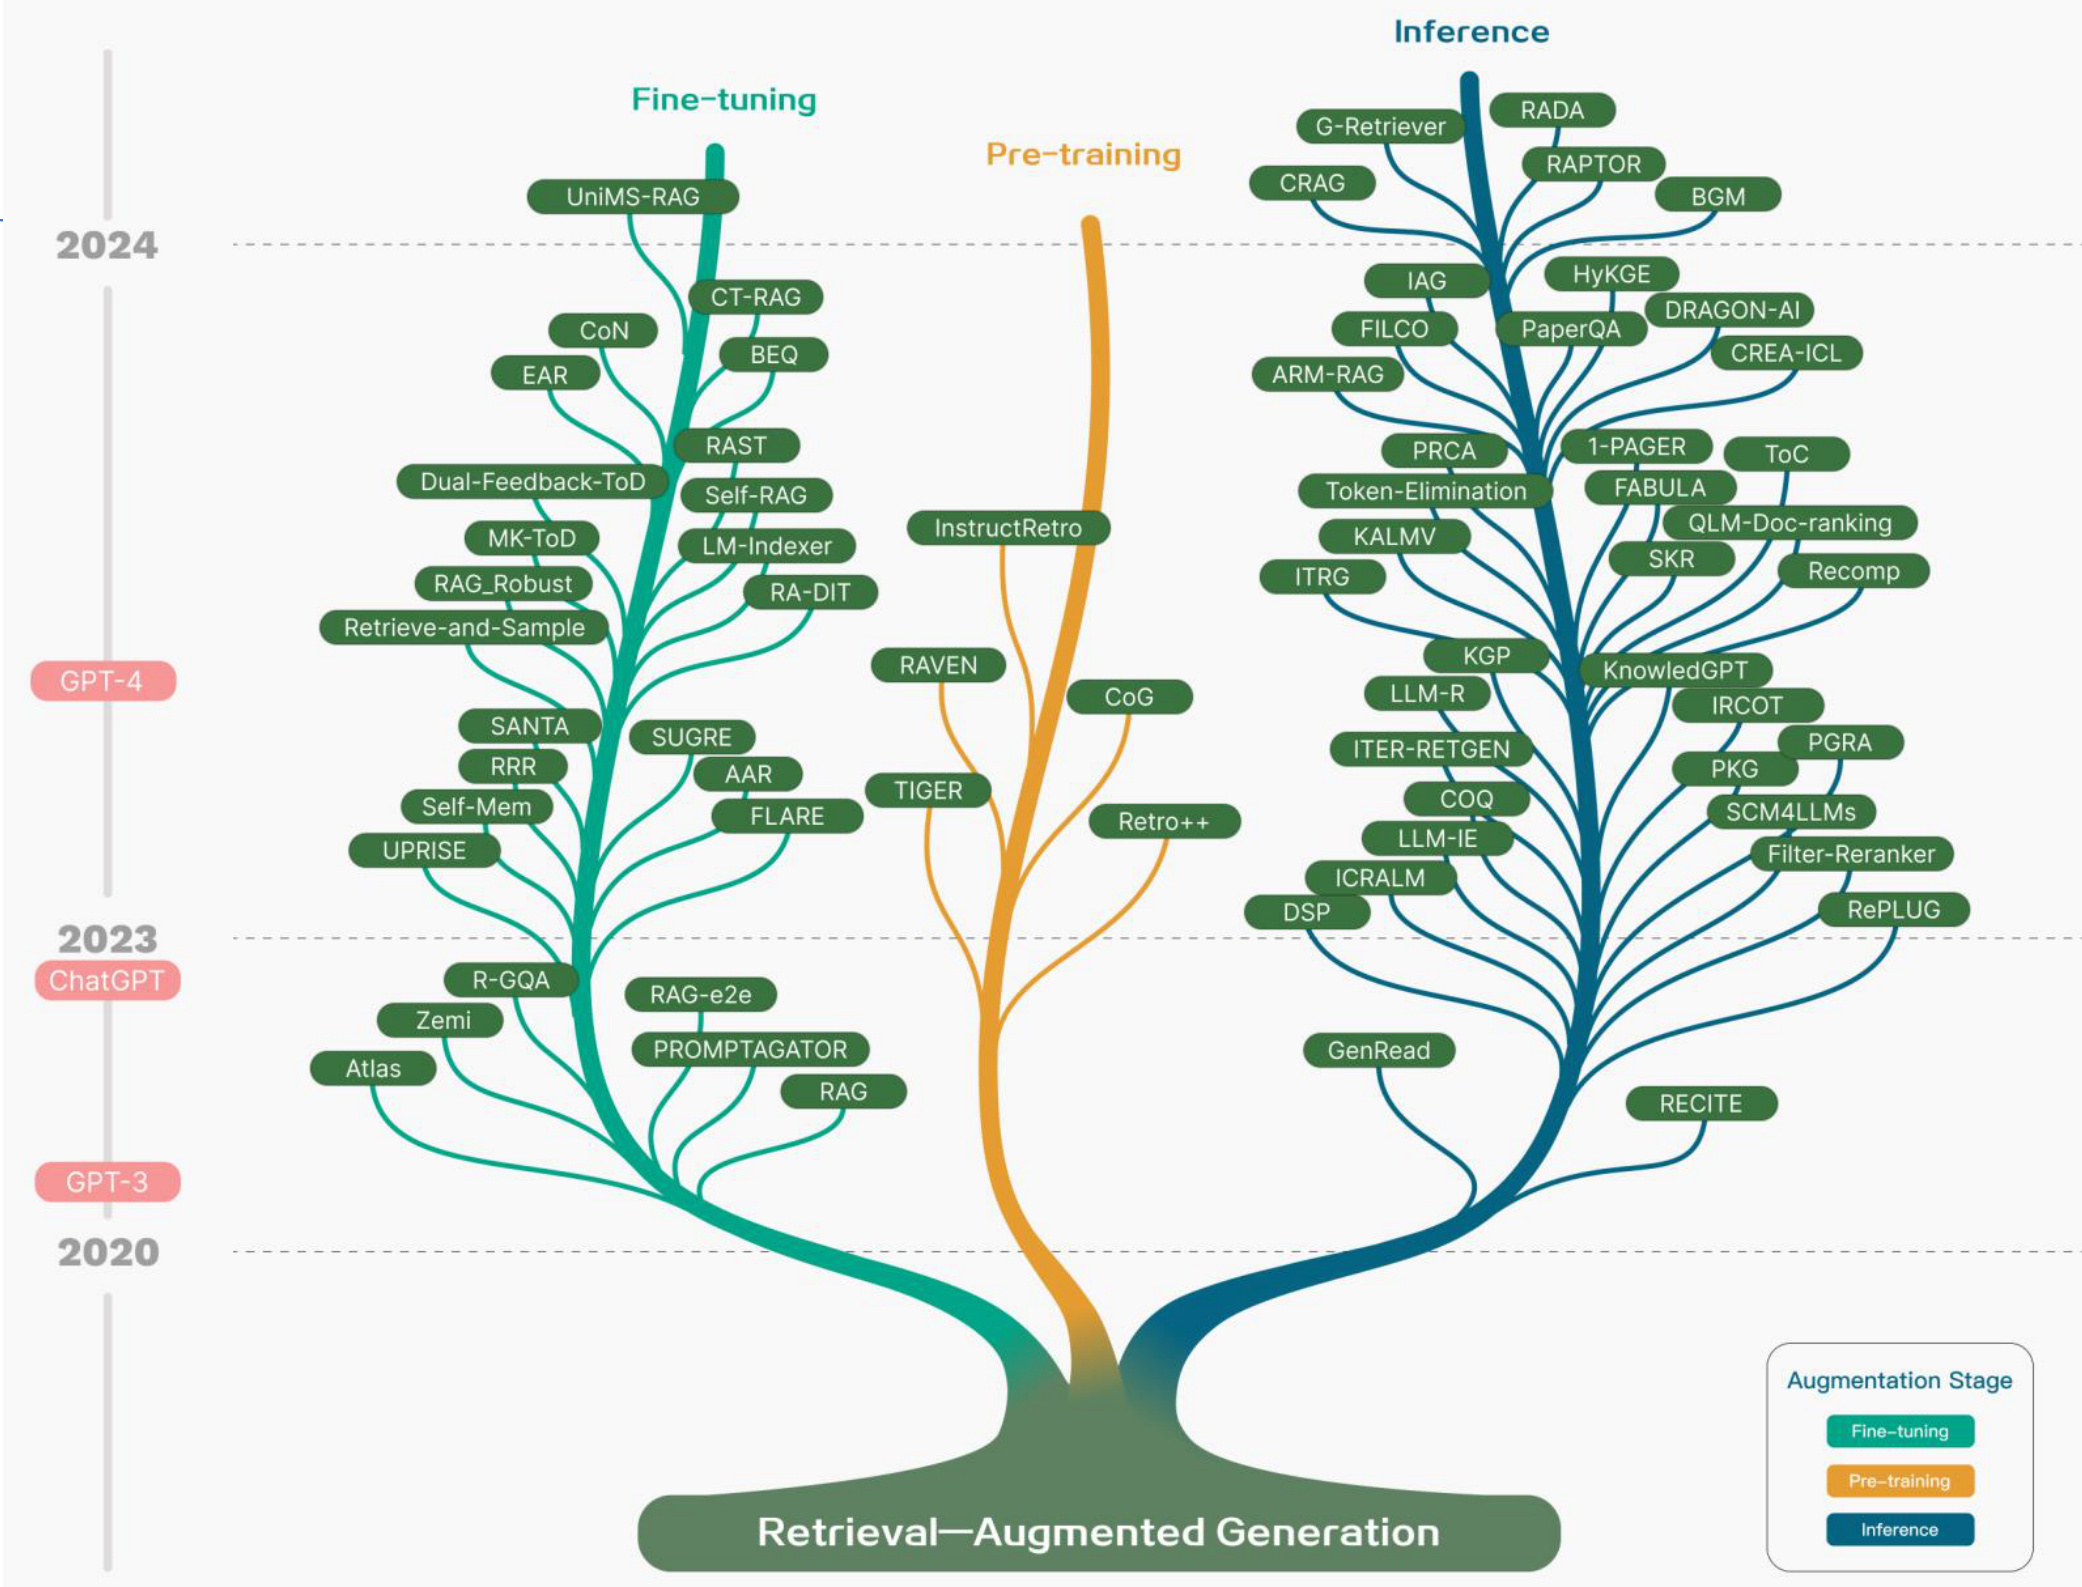 Inference
Fine-tuning
Pre-training
RADA
G-Retriever
RAPTOR
CRAG
BGM
UniMS-RAG
2024
HyKGE
IAG
CT-RAG
DRAGON-AI
FILCO
PaperQA
CoN
BEQ
CREA-ICL
EAR
ARM-RAG
RAST
1-PAGER
PRCA
ToC
Dual-Feedback-ToD
FABULA
Token-Elimination
Self-RAG
QLM-Doc-ranking
InstructRetro
KALMV
MK-ToD
LM-Indexer
SKR
Recomp
ITRG
RAG_Robust
RA-DIT
Retrieve-and-Sample
KGP
RAVEN
KnowledGPT
GPT-4
LLM-R
CoG
IRCOT
SANTA
SUGRE
PGRA
ITER-RETGEN
RRR
PKG
AAR
TIGER
COQ
Self-Mem
SCM4LLMs
FLARE
Retro++
LLM-IE
UPRISE
Filter-Reranker
ICRALM
RePLUG
DSP
2023
ChatGPT
R-GQA
RAG-e2e
Zemi
PROMPTAGATOR
GenRead
Atlas
RAG
RECITE
GPT-3
2020
Augmentation Stage
Fine-tuning
Pre-training
Inference
Retrieval—Augmented Generation